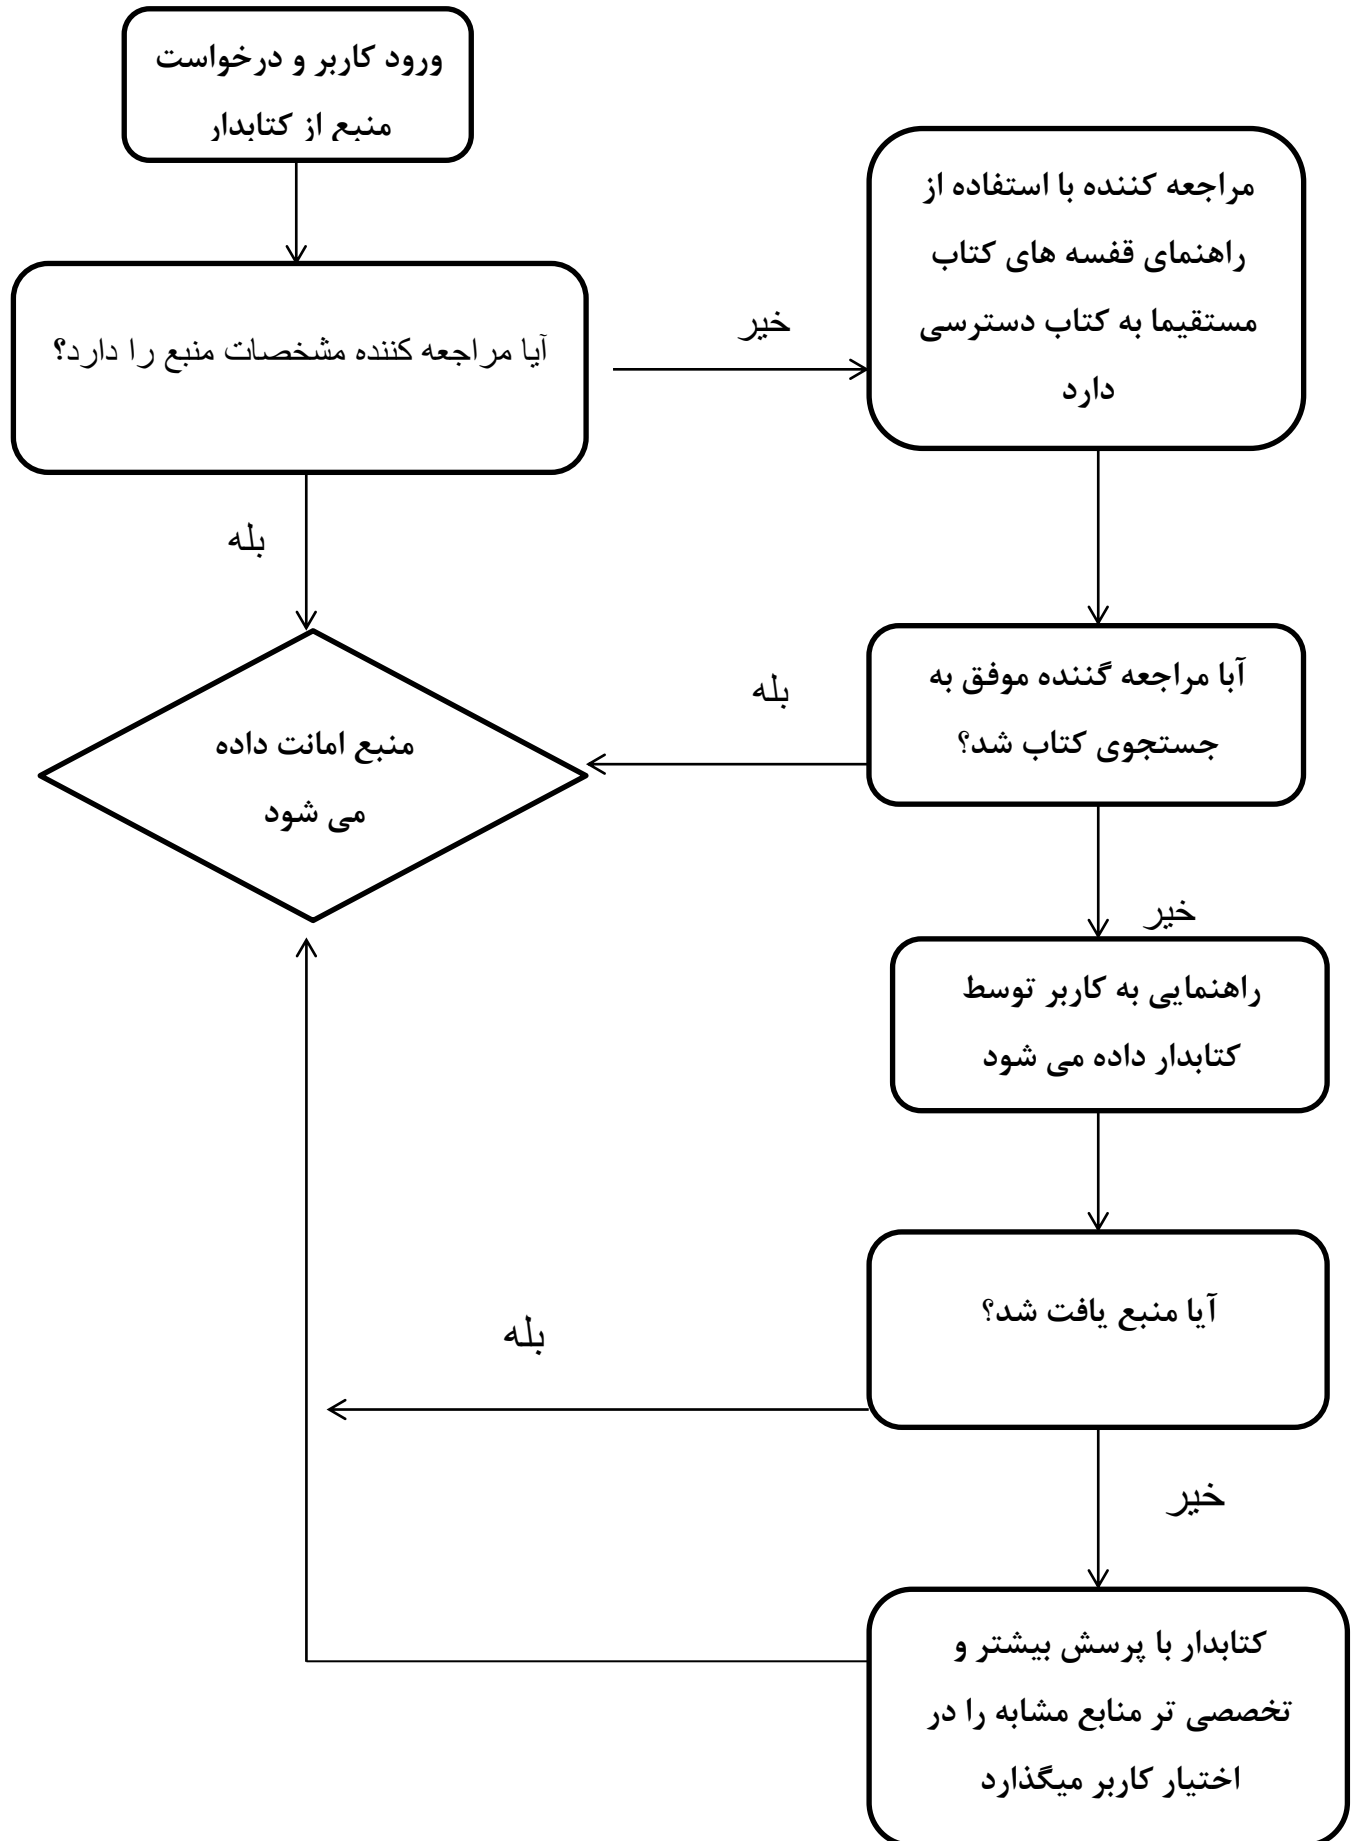 ورود کاربر و درخواست
منبع از کتابدار
آیا مراجعه کننده مشخصات منبع را دارد؟
خیر
مراجعه کننده با استفاده از
راهنمای قفسه های کتاب
مستقیما به کتاب دسترسی
دارد
بله
منبع امانت داده
می شود
بله
آبا مراجعه گننده موفق به
جستجوی کتاب شد؟
خیر
راهنمایی به کاربر توسط
کتابدار داده می شود
آیا منبع یافت شد؟
بله
خیر
کتابدار با پرسش بیشتر و
تخصصی تر منابع مشابه را در
اختیار کاربر میگذارد